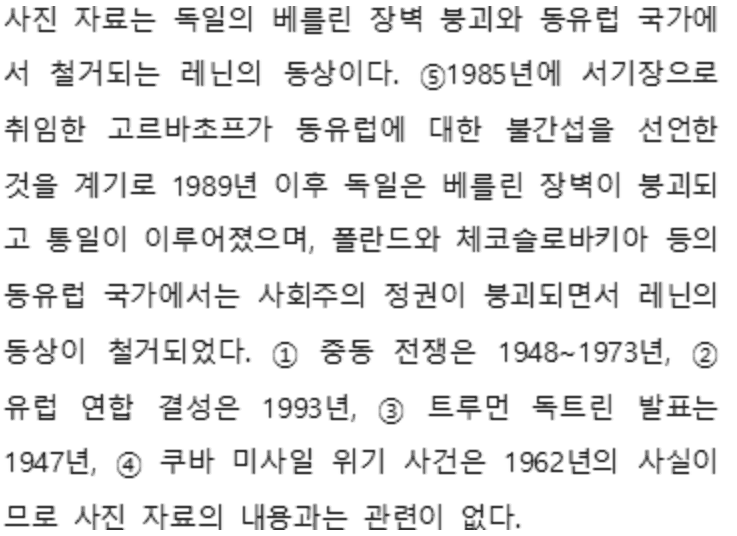 사진 자료는 독일의 베를린 장벽 붕괴와 동유럽 국가에
서 철거되는 레닌의 동상이다. ⑤1985년에 서기장으로
취임한 고르바초프가 동유럽에 대한 불간섭을 선언한
것을 계기로 1989년 이후 독일은 베를린 장벽이 붕괴되
고 통일이 이루어졌으며, 폴란드와 체코슬로바키아 등의
동유럽 국가에서는 사회주의 정권이 붕괴되면서 레닌의
동상이 철거되었다. ① 중동 전쟁은 1948~1973년, ②
유럽 연합 결성은 1993년, ③ 트루먼 독트린 발표는
1947년, ④ 쿠바 미사일 위기 사건은 1962년의 사실이
므로 사진 자료의 내용과는 관련이 없다.